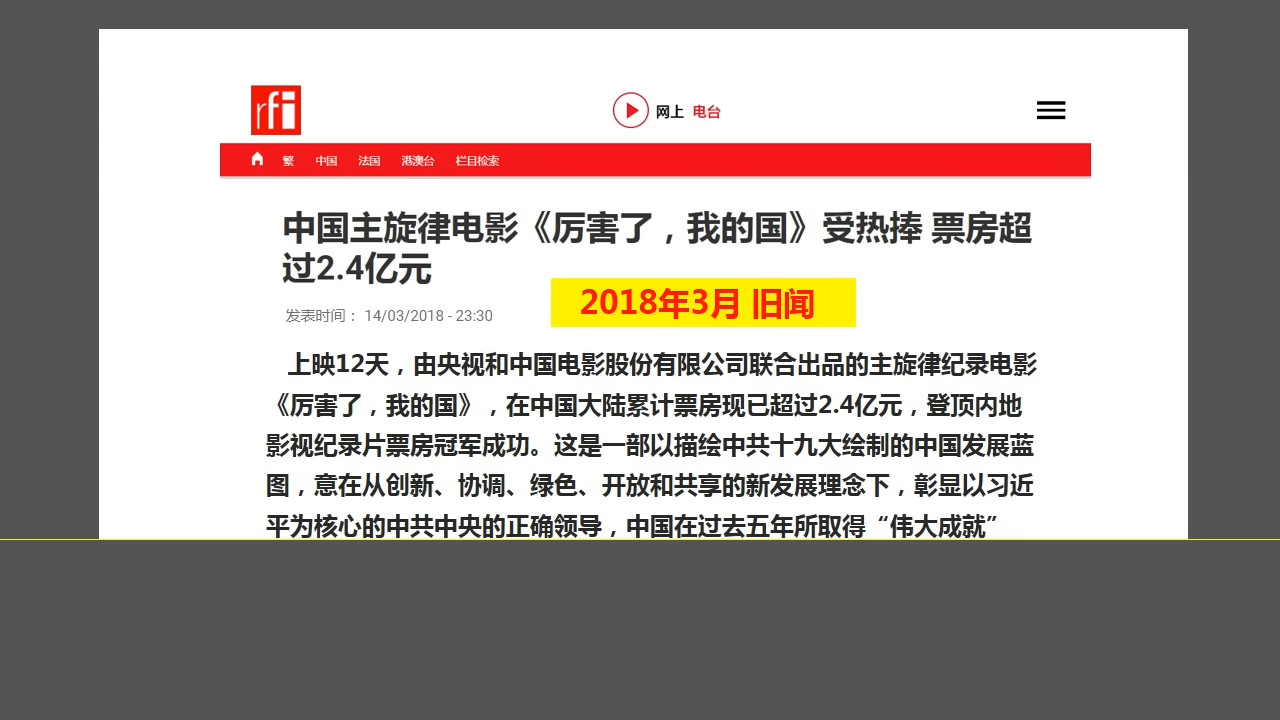 rfi
网上 电台
繁 中国 法国 港澳台 栏目检索
中国主旋律电影《厉害了，我的国》受热捧 票房超
过2.4亿元
2018年3月 旧闻
发表时间： 14/03/2018 - 23:30
上映12天，由央视和中国电影股份有限公司联合出品的主旋律纪录电影
《厉害了，我的国》，在中国大陆累计票房现已超过2.4亿元，登顶内地
影视纪录片票房冠军成功。这是一部以描绘中共十九大绘制的中国发展蓝
图，意在从创新、协调、绿色、开放和共享的新发展理念下，彰显以习近
平为核心的中共中央的正确领导，中国在过去五年所取得“伟大成就”